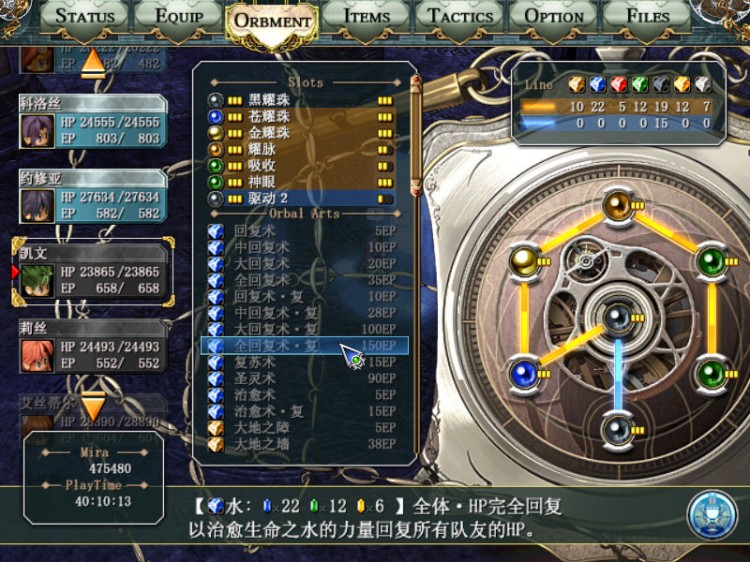 STATUS EQUIP ORBMENT ITEMS TACTICS OPTION FILES
EP 482
科洛丝
HP 24555/24555
EP 803/ 803
约修亚
HP 27634/27634
EP 582/ 582
凯文
HP 23865/23865
EP 658/ 658
莉丝
HP 24493/24493
EP 552/ 552
Mira
475480
PlayTime
40:10:13
Slots
黑耀珠
苍耀珠
金耀珠
耀脉
吸收
神眼
驱动 2
Orbal Arts
回复术 5EP
中回复术 10EP
大回复术 20EP
全回复术 35EP
回复术·复 10EP
中回复术·复 28EP
大回复术·复 100EP
全回复术·复 150EP
复苏术 15EP
圣灵术 90EP
治愈术 5EP
治愈术·复 15EP
大地之障 5EP
大地之墙 38EP
Line
10 22 5 12 19 12 7
0 0 0 0 15 0 0
【水: ×22 ×12 ×6 】全体·HP完全回复
以治愈生命之水的力量回复所有队友的HP。